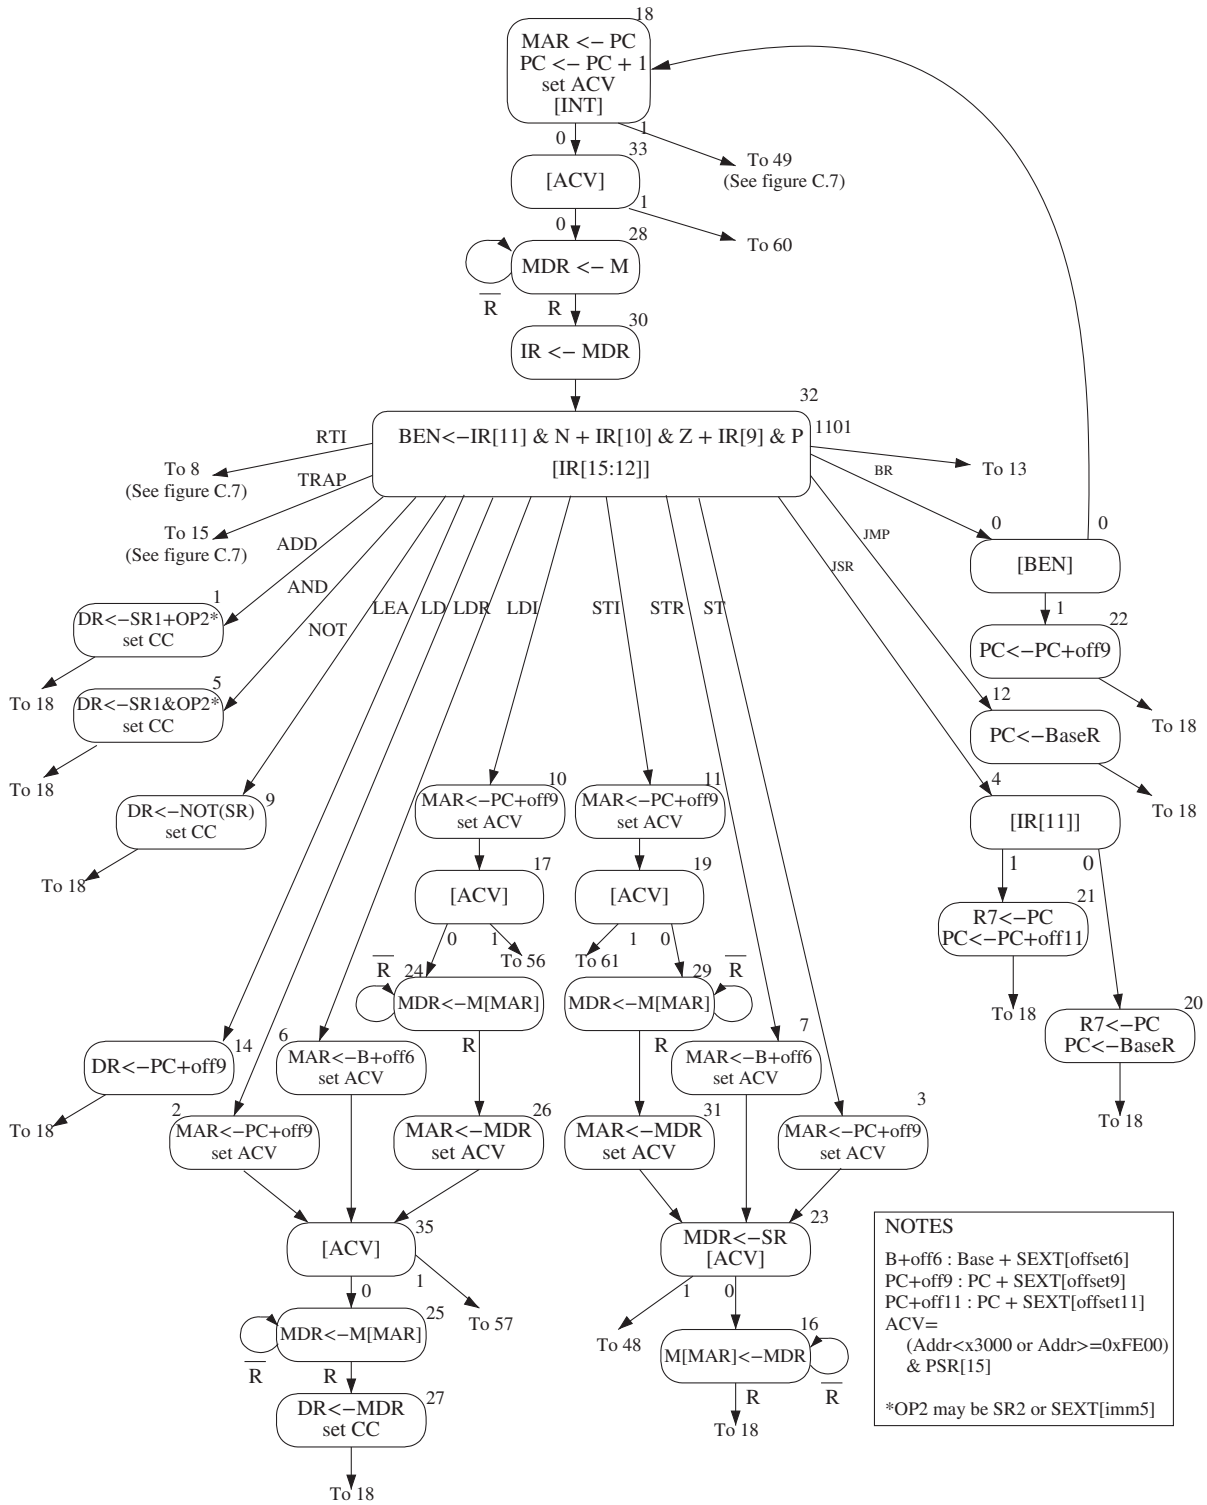 18
MAR <– PC
PC <– PC + 1
set ACV
[INT]
0
1
33
To 49
(See figure C.7)
[ACV]
1
0
28
To 60
MDR <– M
R
R
30
IR <– MDR
32
1101
BEN<–IR[11] & N + IR[10] & Z + IR[9] & P
[IR[15:12]]
RTI
To 8
(See figure C.7)
TRAP
To 15
(See figure C.7)
BR
To 13
ADD
AND
NOT
LEA
LD
LDR
LDI
STI
STR
ST
JSR
JMP
0
0
[BEN]
1
22
PC<–PC+off9
To 18
1
DR<–SR1+OP2*
set CC
To 18
5
DR<–SR1&OP2*
set CC
To 18
12
PC<–BaseR
To 18
9
DR<–NOT(SR)
set CC
To 18
10
MAR<–PC+off9
set ACV
11
MAR<–PC+off9
set ACV
4
[IR[11]]
1
0
17
[ACV]
0
1
To 56
19
[ACV]
1
0
To 61
21
R7<–PC
PC<–PC+off11
To 18
R
24
MDR<–M[MAR]
R
29
R
MDR<–M[MAR]
R
20
R7<–PC
PC<–BaseR
To 18
14
DR<–PC+off9
To 18
6
MAR<–B+off6
set ACV
7
MAR<–B+off6
set ACV
2
MAR<–PC+off9
set ACV
26
MAR<–MDR
set ACV
31
MAR<–MDR
set ACV
3
MAR<–PC+off9
set ACV
35
[ACV]
0
1
To 57
23
MDR<–SR
[ACV]
1
0
To 48
25
MDR<–M[MAR]
R
R
16
M[MAR]<–MDR
R
R
To 18
27
DR<–MDR
set CC
To 18
NOTES
B+off6 : Base + SEXT[offset6]
PC+off9 : PC + SEXT[offset9]
PC+off11 : PC + SEXT[offset11]
ACV=
(Addr<x3000 or Addr>=0xFE00)
& PSR[15]
*OP2 may be SR2 or SEXT[imm5]